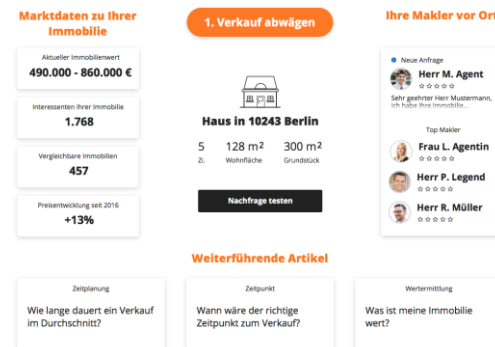 Marktdaten zu Ihrer
Immobilie
Aktueller Immobilienwert
490.000 - 860.000 €
Interessenten Ihrer Immobilie
1.768
Vergleichbare Immobilien
457
Preisentwicklung seit 2016
+13%
1. Verkauf abwägen
Haus in 10243 Berlin
5 128 m² 300 m²
Zi. Wohnfläche Grundstück
Nachfrage testen
Ihre Makler vor Ort
Neue Anfrage
Herr M. Agent
Sehr geehrter Herr Mustermann,
ich habe Ihre Immobilie...
Top Makler
Frau L. Agentin
Herr P. Legend
Herr R. Müller
Weiterführende Artikel
Zeitplanung
Wie lange dauert ein Verkauf
im Durchschnitt?
Zeitpunkt
Wann wäre der richtige
Zeitpunkt zum Verkauf?
Wertermittlung
Was ist meine Immobilie
wert?